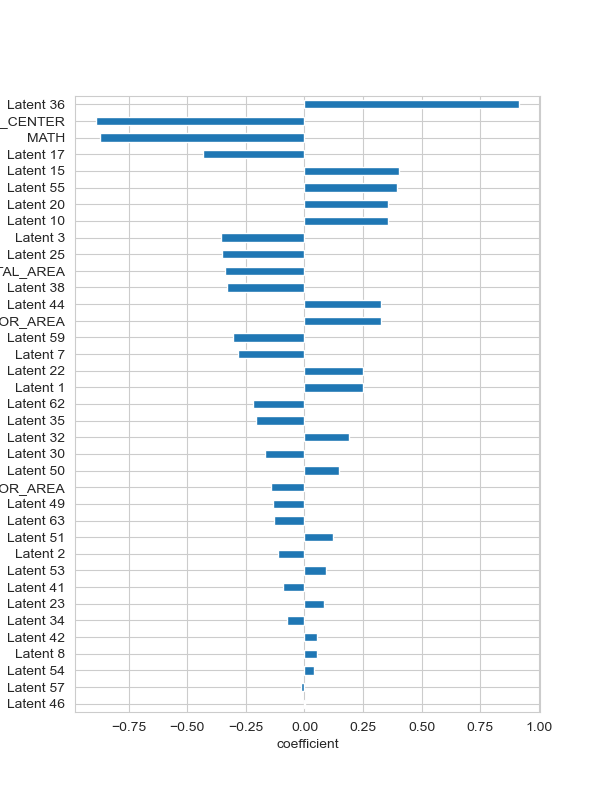 Latent 36
_CENTER
MATH
Latent 17
Latent 15
Latent 55
Latent 20
Latent 10
Latent 3
Latent 25
TAL_AREA
Latent 38
Latent 44
OR_AREA
Latent 59
Latent 7
Latent 22
Latent 1
Latent 62
Latent 35
Latent 32
Latent 30
Latent 50
OR_AREA
Latent 49
Latent 63
Latent 51
Latent 2
Latent 53
Latent 41
Latent 23
Latent 34
Latent 42
Latent 8
Latent 54
Latent 57
Latent 46
−0.75 −0.50 −0.25 0.00 0.25 0.50 0.75 1.00
coefficient